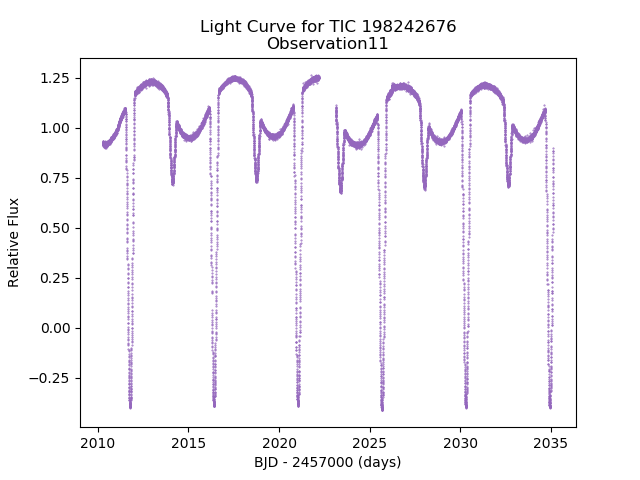 Light Curve for TIC 198242676
Observation11
Relative Flux
1.25
1.00
0.75
0.50
0.25
0.00
−0.25
2010 2015 2020 2025 2030 2035
BJD - 2457000 (days)